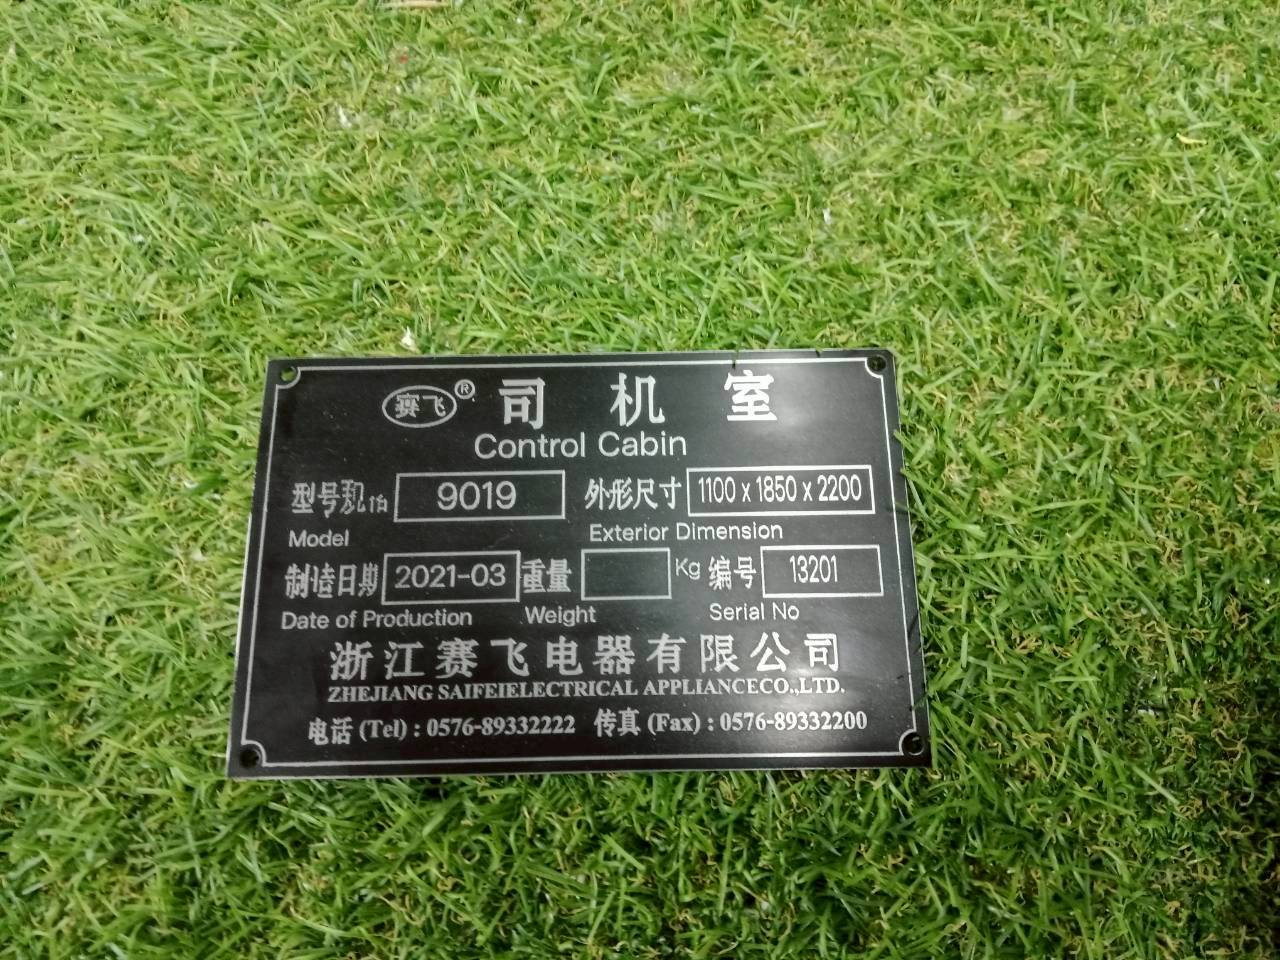 赛飞® 司机室
Control Cabin
型号 9019 外形尺寸 1100 x 1850 x 2200
Model Exterior Dimension
制造日期 2021-03 重量 Kg 编号 13201
Date of Production Weight Serial No
浙江赛飞电器有限公司
ZHEJIANG SAIFEIELECTRICAL APPLIANCECO.,LTD.
电话 (Tel) : 0576-89332222 传真 (Fax) : 0576-89332200